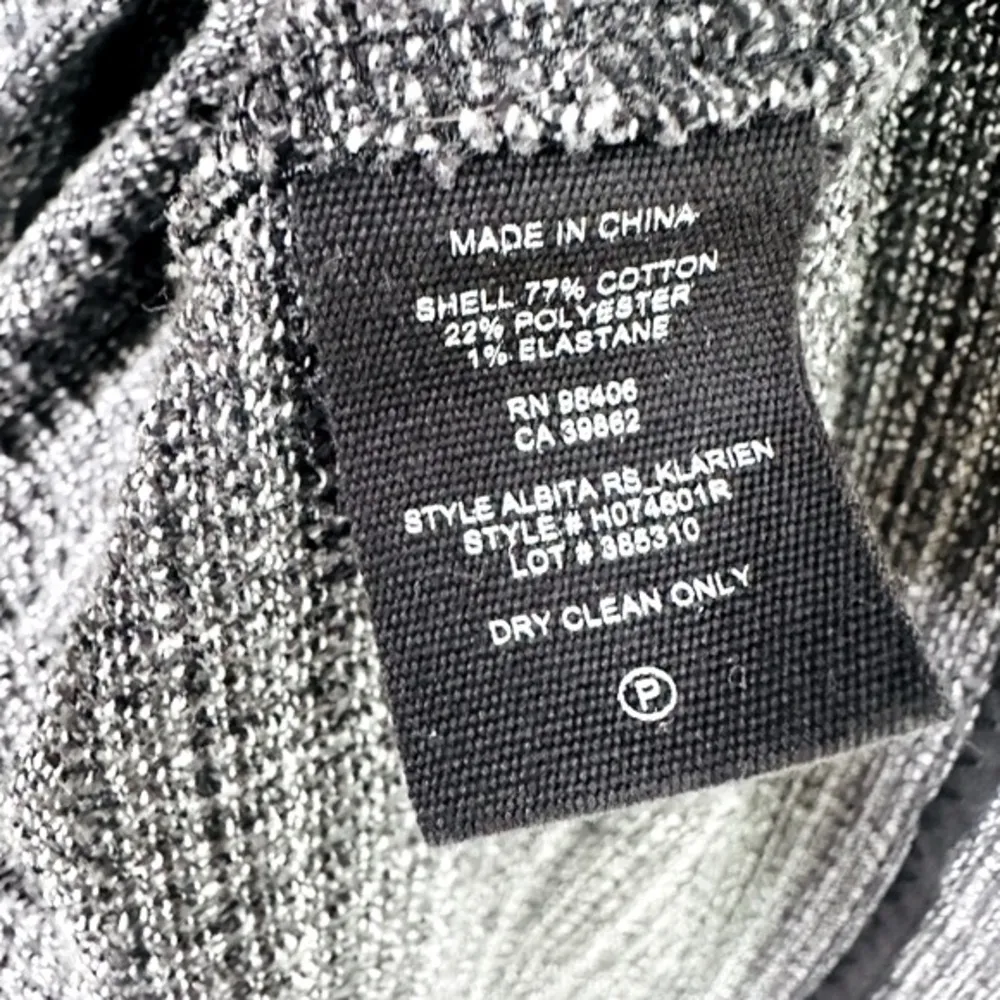 MADE IN CHINA
SHELL 77% COTTON
22% POLYESTER
1% ELASTANE
RN 98406
CA 39862
STYLE ALBITA RS_KLARIEN
STYLE # H074601R
LOT # 385310
DRY CLEAN ONLY
P